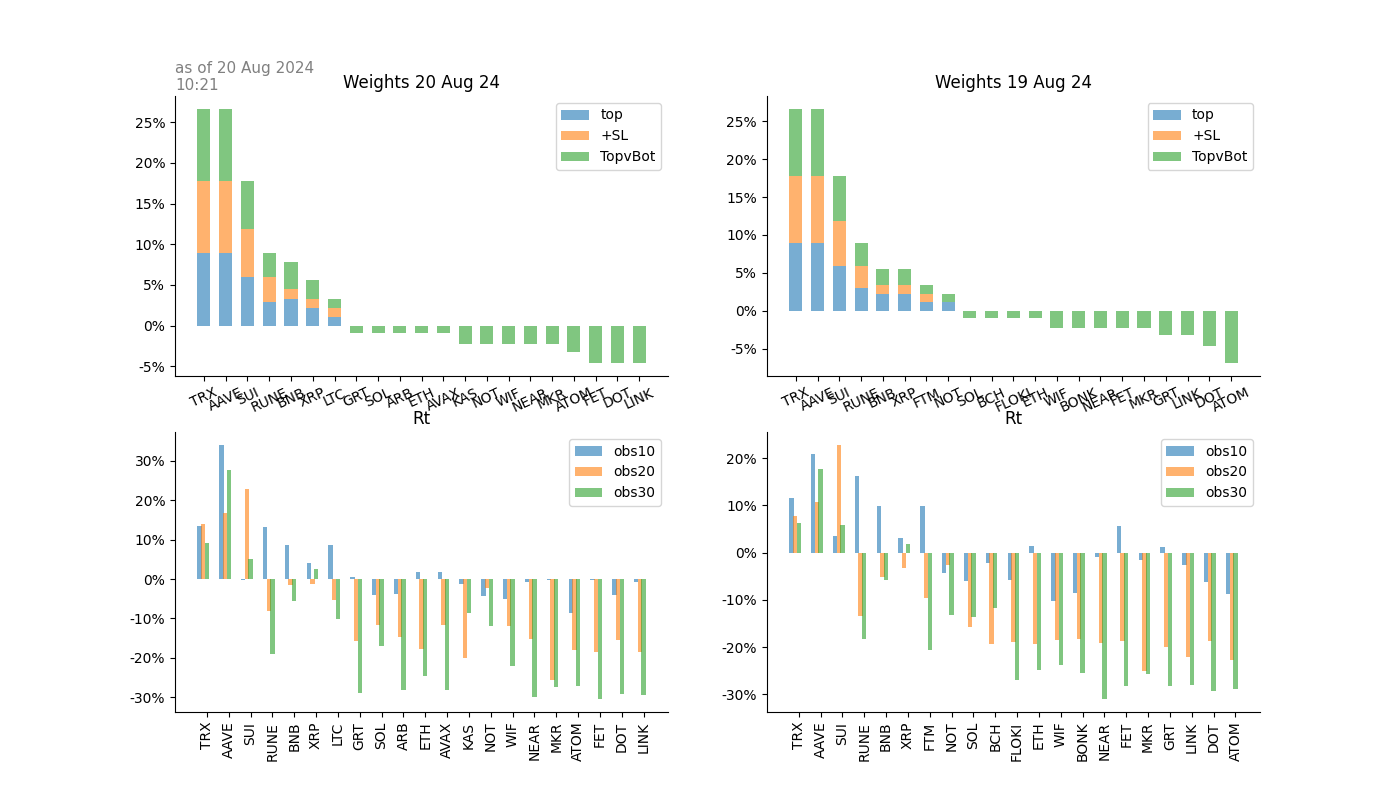 as of 20 Aug 2024
10:21
Weights 20 Aug 24
25%
20%
15%
10%
5%
0%
-5%
top
+SL
TopvBot
TRX AAVE SUI RUNE BNB XRP LTC GRT SOL ARB ETH AVAX KAS NOT WIF NEAR MKR ATOM FET DOT LINK
Weights 19 Aug 24
25%
20%
15%
10%
5%
0%
-5%
top
+SL
TopvBot
TRX AAVE SUI RUNE BNB XRP FTM NOT SOL BCH FLOKI ETH WIF BONK NEAR FET MKR GRT LINK DOT ATOM
Rt
30%
20%
10%
0%
-10%
-20%
-30%
obs10
obs20
obs30
TRX AAVE SUI RUNE BNB XRP LTC GRT SOL ARB ETH AVAX KAS NOT WIF NEAR MKR ATOM FET DOT LINK
Rt
20%
10%
0%
-10%
-20%
-30%
obs10
obs20
obs30
TRX AAVE SUI RUNE BNB XRP FTM NOT SOL BCH FLOKI ETH WIF BONK NEAR FET MKR GRT LINK DOT ATOM